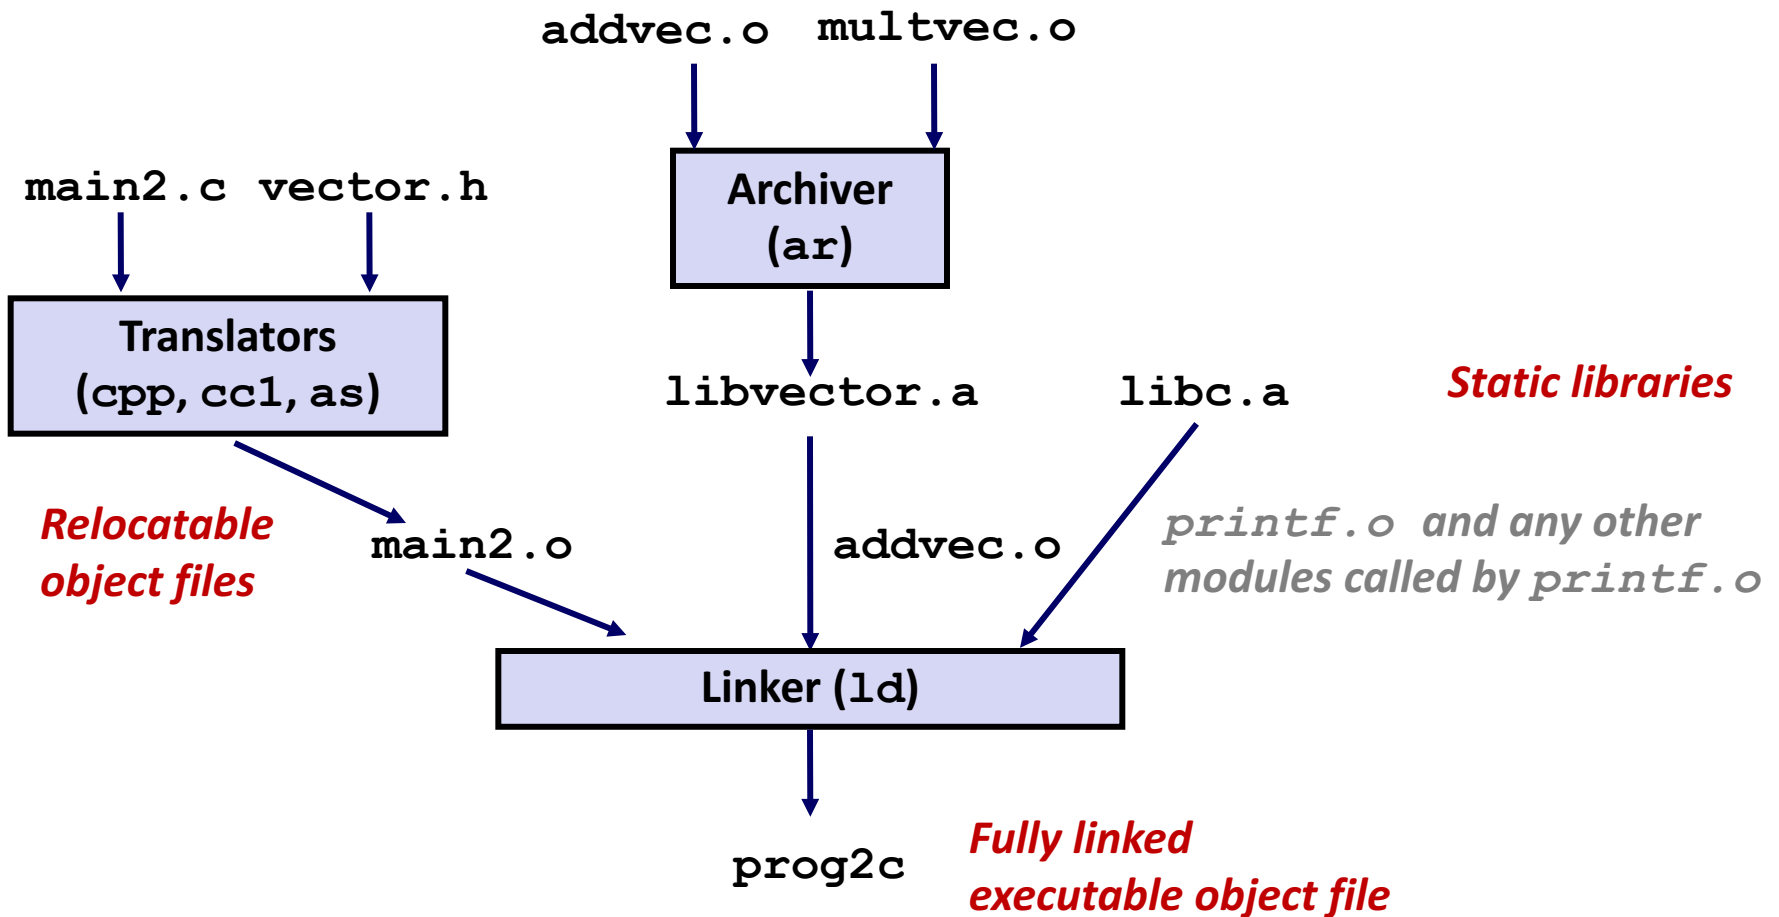 addvec.o multvec.o
main2.c vector.h
Archiver
(ar)
Translators
(cpp, cc1, as)
libvector.a
libc.a
Static libraries
Relocatable
object files
main2.o
addvec.o
printf.o and any other
modules called by printf.o
Linker (ld)
prog2c
Fully linked
executable object file